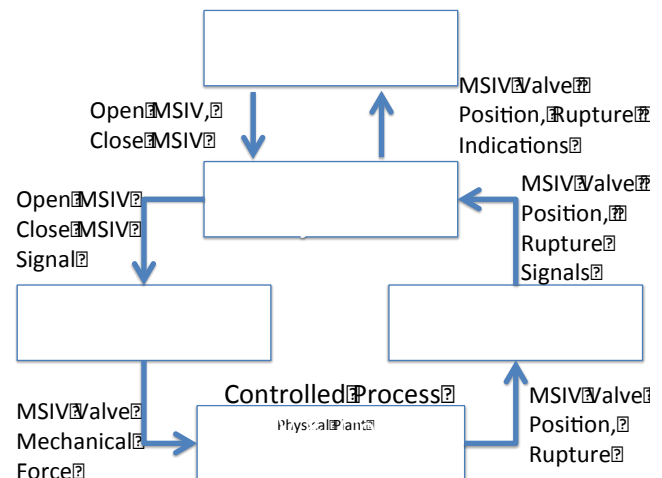 Open MSIV,
Close MSIV
MSIV Valve
Position, Rupture
Indications
Open MSIV
Close MSIV
Signal
MSIV Valve
Position,
Rupture
Signals
MSIV Valve
Mechanical
Force
Controlled Process
Physical Plant
MSIV Valve
Position,
Rupture